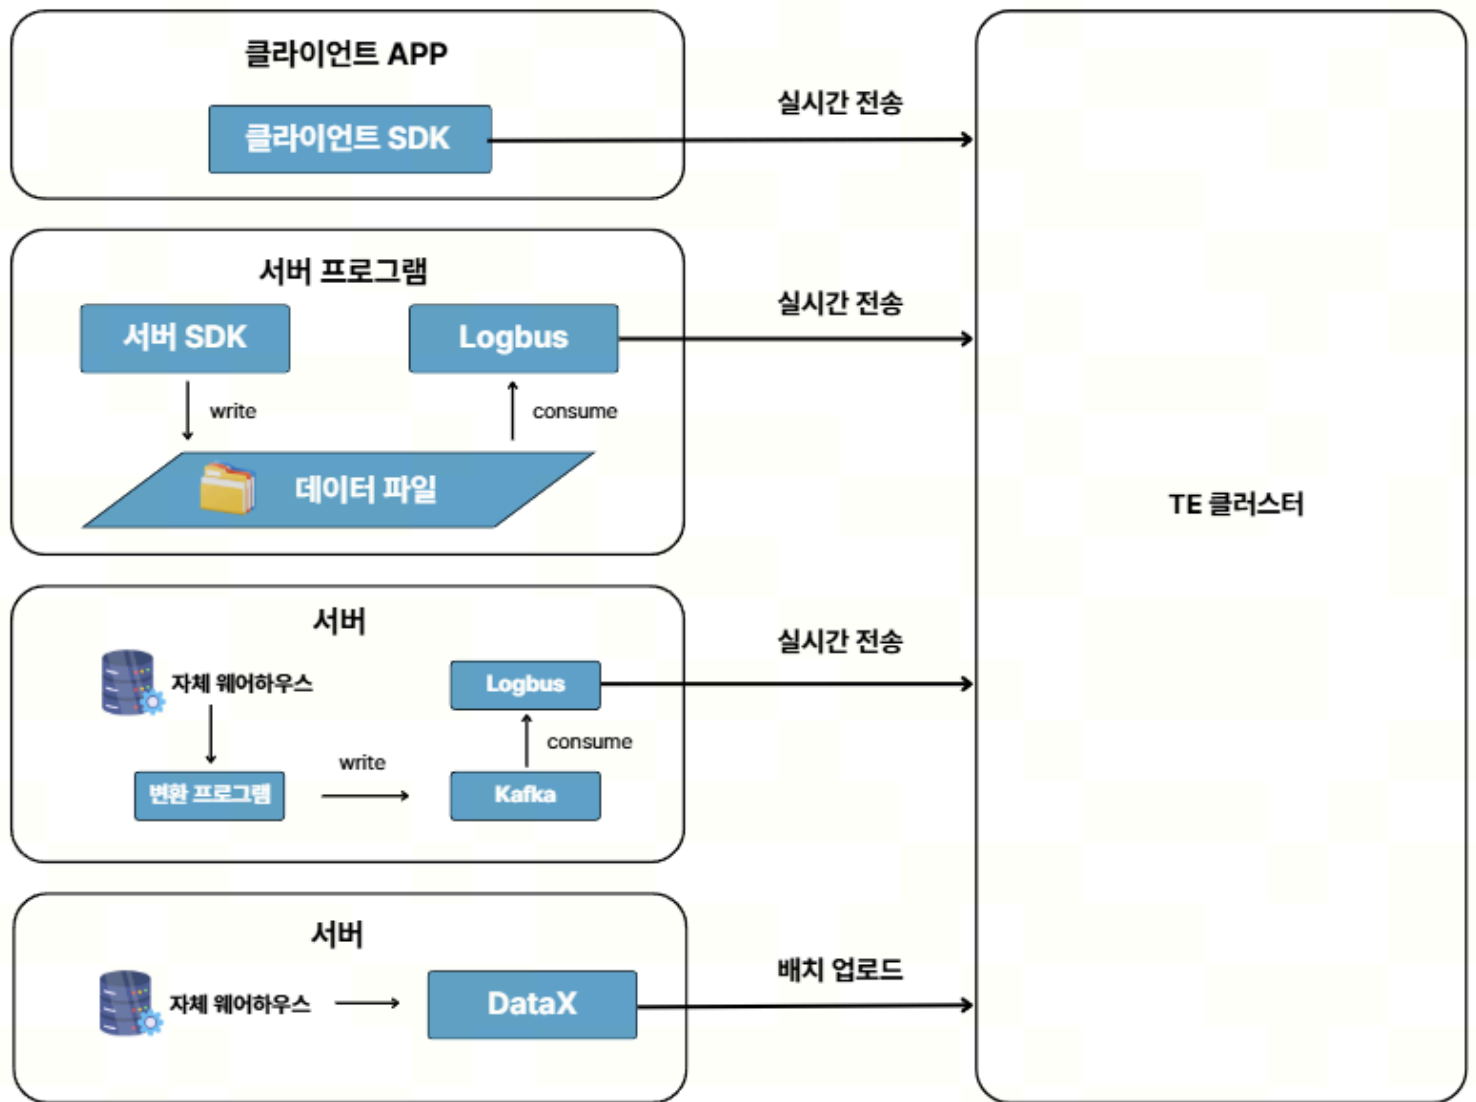 클라이언트 APP
클라이언트 SDK
실시간 전송
서버 프로그램
서버 SDK
Logbus
실시간 전송
write
consume
데이터 파일
TE 클러스터
서버
자체 웨어하우스
Logbus
실시간 전송
consume
write
변환 프로그램
Kafka
서버
자체 웨어하우스
DataX
배치 업로드